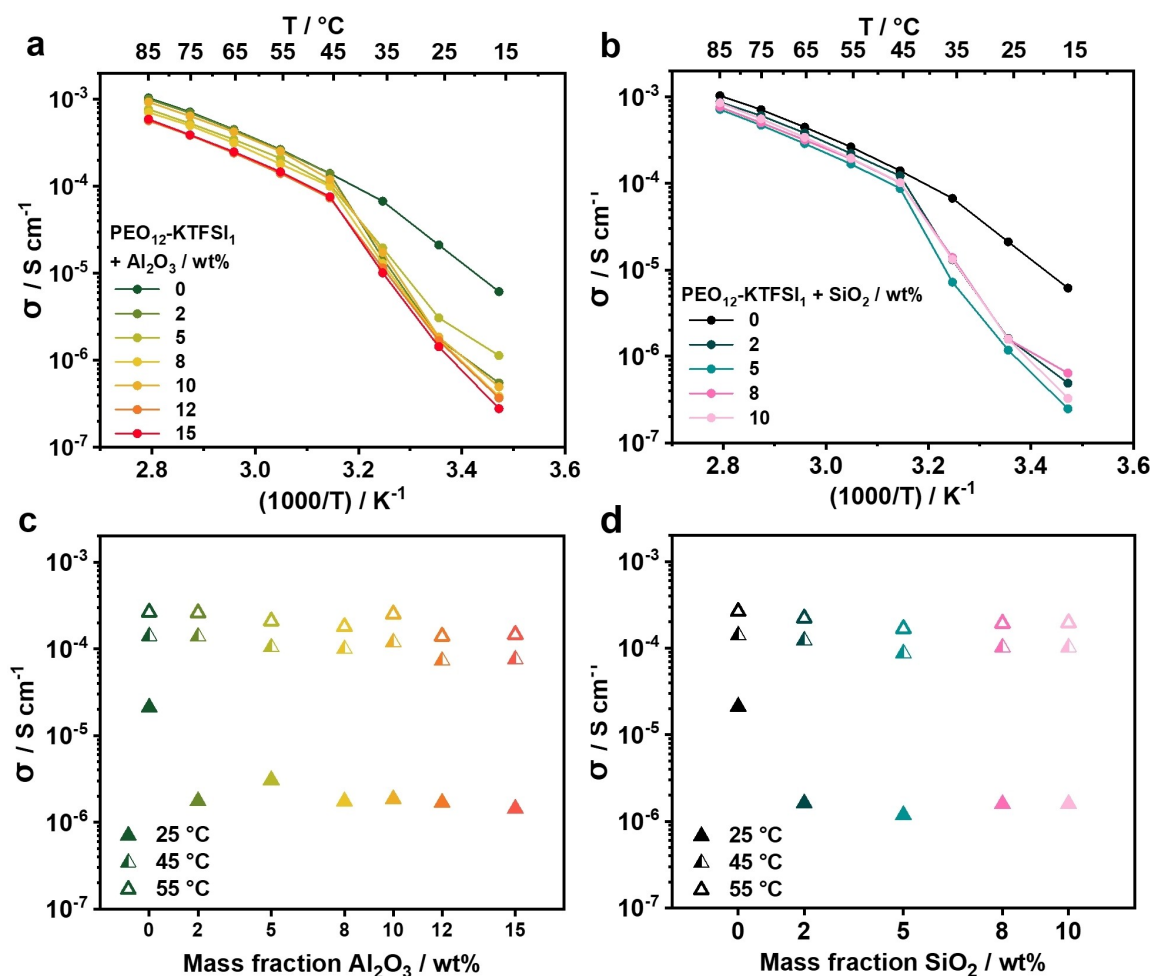 a
T / °C
85 75 65 55 45 35 25 15
10⁻³
10⁻⁴
10⁻⁵
10⁻⁶
10⁻⁷
σ / S cm⁻¹
PEO₁₂-KTFSI₁
+ Al₂O₃ / wt%
0
2
5
8
10
12
15
2.8 3.0 3.2 3.4 3.6
(1000/T) / K⁻¹
b
T / °C
85 75 65 55 45 35 25 15
10⁻³
10⁻⁴
10⁻⁵
10⁻⁶
10⁻⁷
σ / S cm⁻¹
PEO₁₂-KTFSI₁ + SiO₂ / wt%
0
2
5
8
10
2.8 3.0 3.2 3.4 3.6
(1000/T) / K⁻¹
c
10⁻³
10⁻⁴
10⁻⁵
10⁻⁶
10⁻⁷
σ / S cm⁻¹
25 °C
45 °C
55 °C
0 2 5 8 10 12 15
Mass fraction Al₂O₃ / wt%
d
10⁻³
10⁻⁴
10⁻⁵
10⁻⁶
10⁻⁷
σ / S cm⁻¹
25 °C
45 °C
55 °C
0 2 5 8 10
Mass fraction SiO₂ / wt%